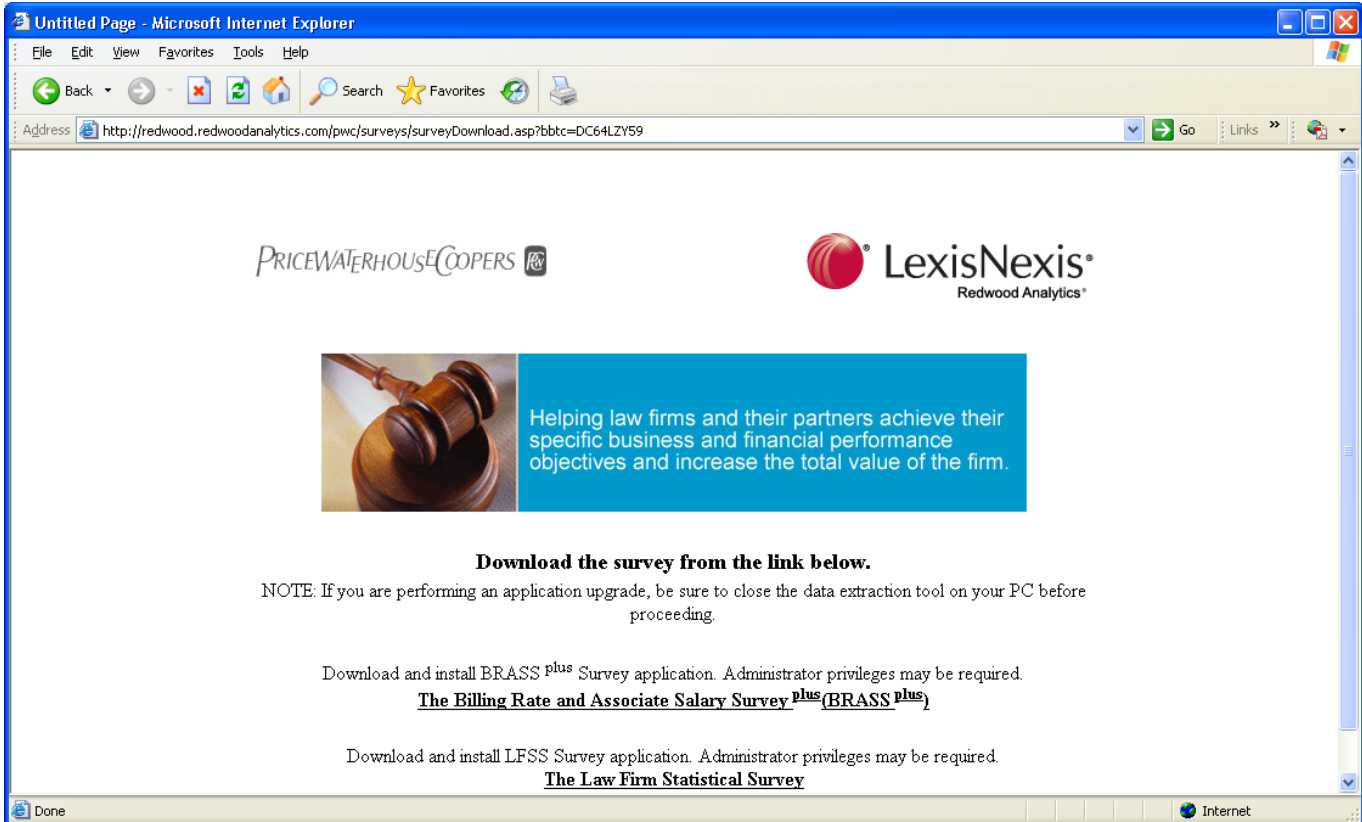 Untitled Page - Microsoft Internet Explorer
File Edit View Favorites Tools Help
Back Search Favorites
Address http://redwood.redwoodanalytics.com/pwc/surveys/surveyDownload.asp?bbtc=DC64LZY59 Go Links »
PRICEWATERHOUSECOOPERS PwC
LexisNexis®
Redwood Analytics®
Helping law firms and their partners achieve their
specific business and financial performance
objectives and increase the total value of the firm.
Download the survey from the link below.
NOTE: If you are performing an application upgrade, be sure to close the data extraction tool on your PC before
proceeding.
Download and install BRASS plus Survey application. Administrator privileges may be required.
The Billing Rate and Associate Salary Survey plus(BRASS plus)
Download and install LFSS Survey application. Administrator privileges may be required.
The Law Firm Statistical Survey
Done Internet